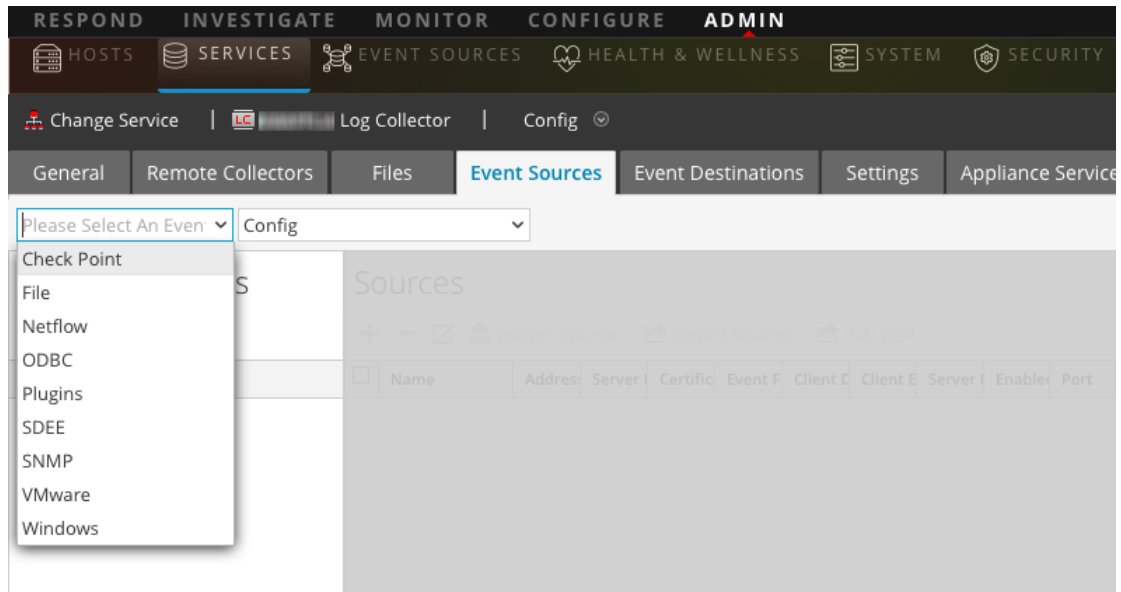 RESPOND INVESTIGATE MONITOR CONFIGURE ADMIN
HOSTS SERVICES EVENT SOURCES HEALTH & WELLNESS SYSTEM SECURITY
Change Service | LC Log Collector | Config
General Remote Collectors Files Event Sources Event Destinations Settings Appliance Service
Please Select An Even Config
Check Point
s Sources
File
Netflow
Import Source Export Source Pull Cert
ODBC
Name Address Server Certific Event F Client D Client E Server Enabled Port
Plugins
SDEE
SNMP
VMware
Windows